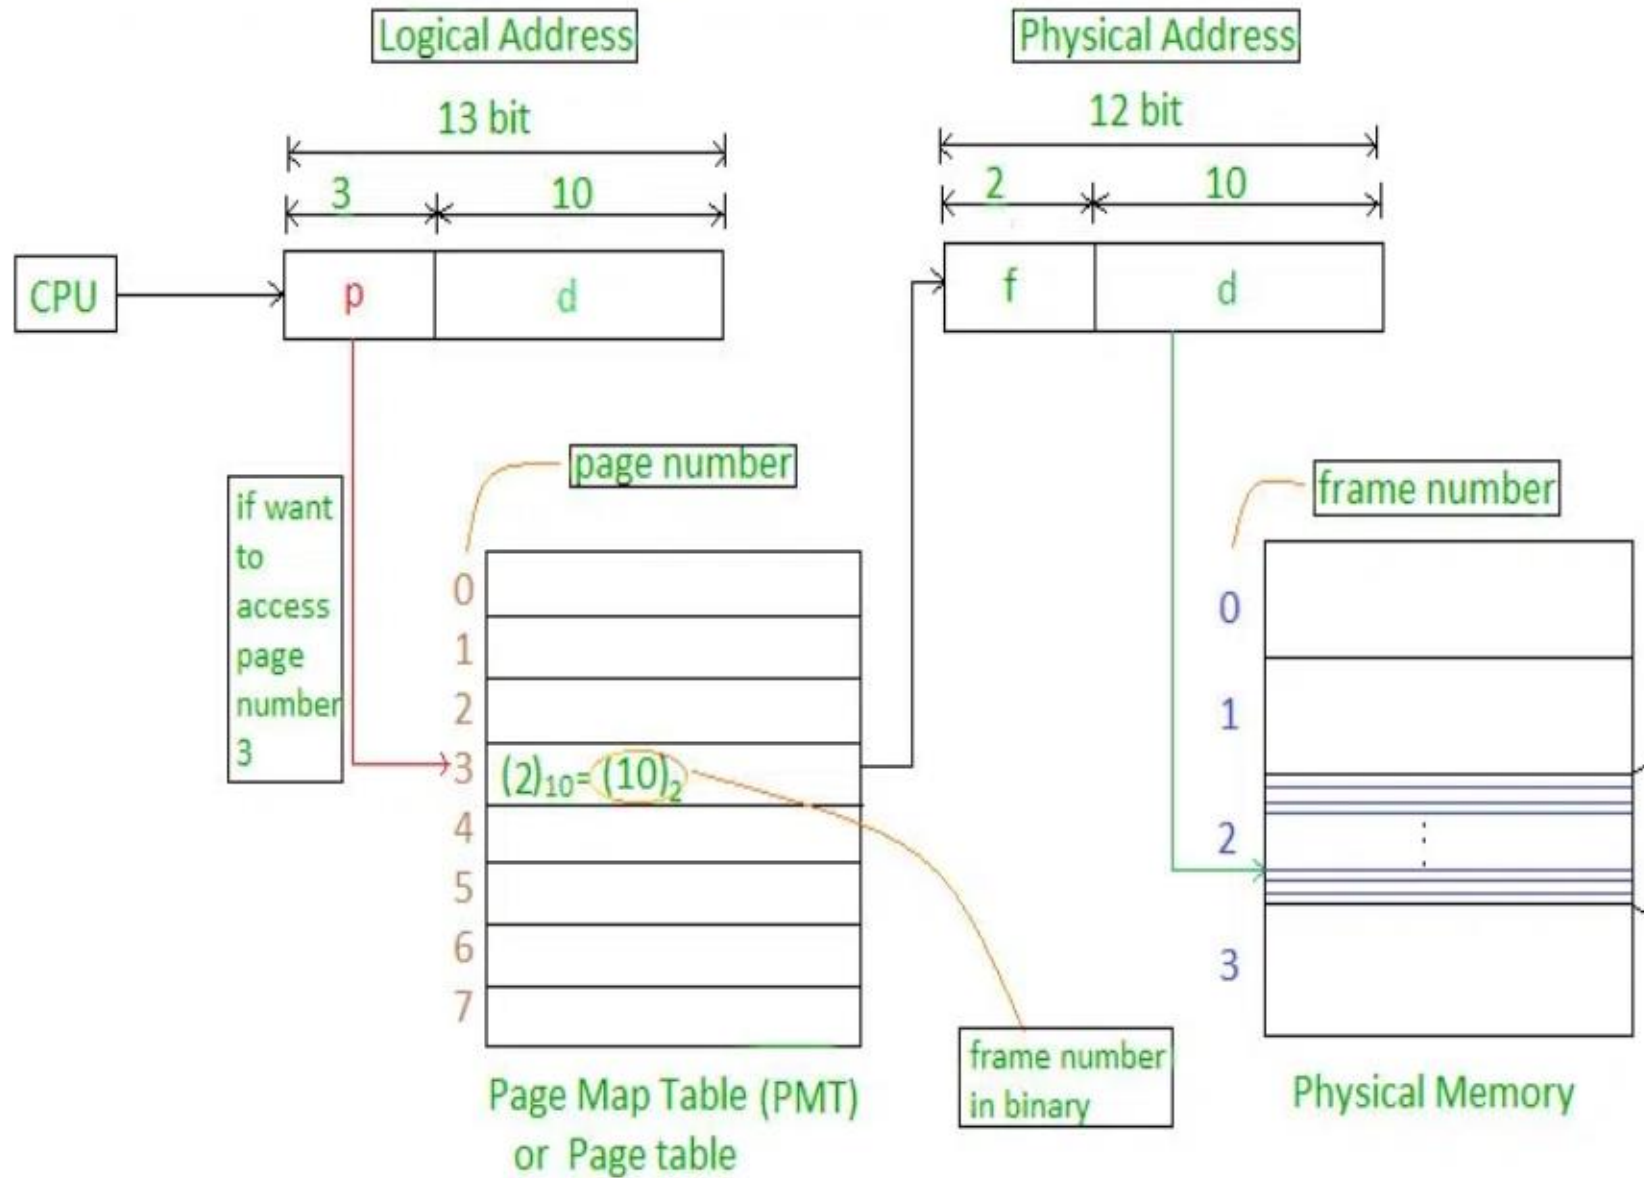 Logical Address
Physical Address
13 bit
12 bit
3
10
2
10
CPU
p
d
f
d
page number
frame number
if want
to
access
page
number
3
0
1
2
3
4
5
6
7
(2)₁₀=(10)₂
0
1
2
3
frame number
in binary
Page Map Table (PMT)
or Page table
Physical Memory